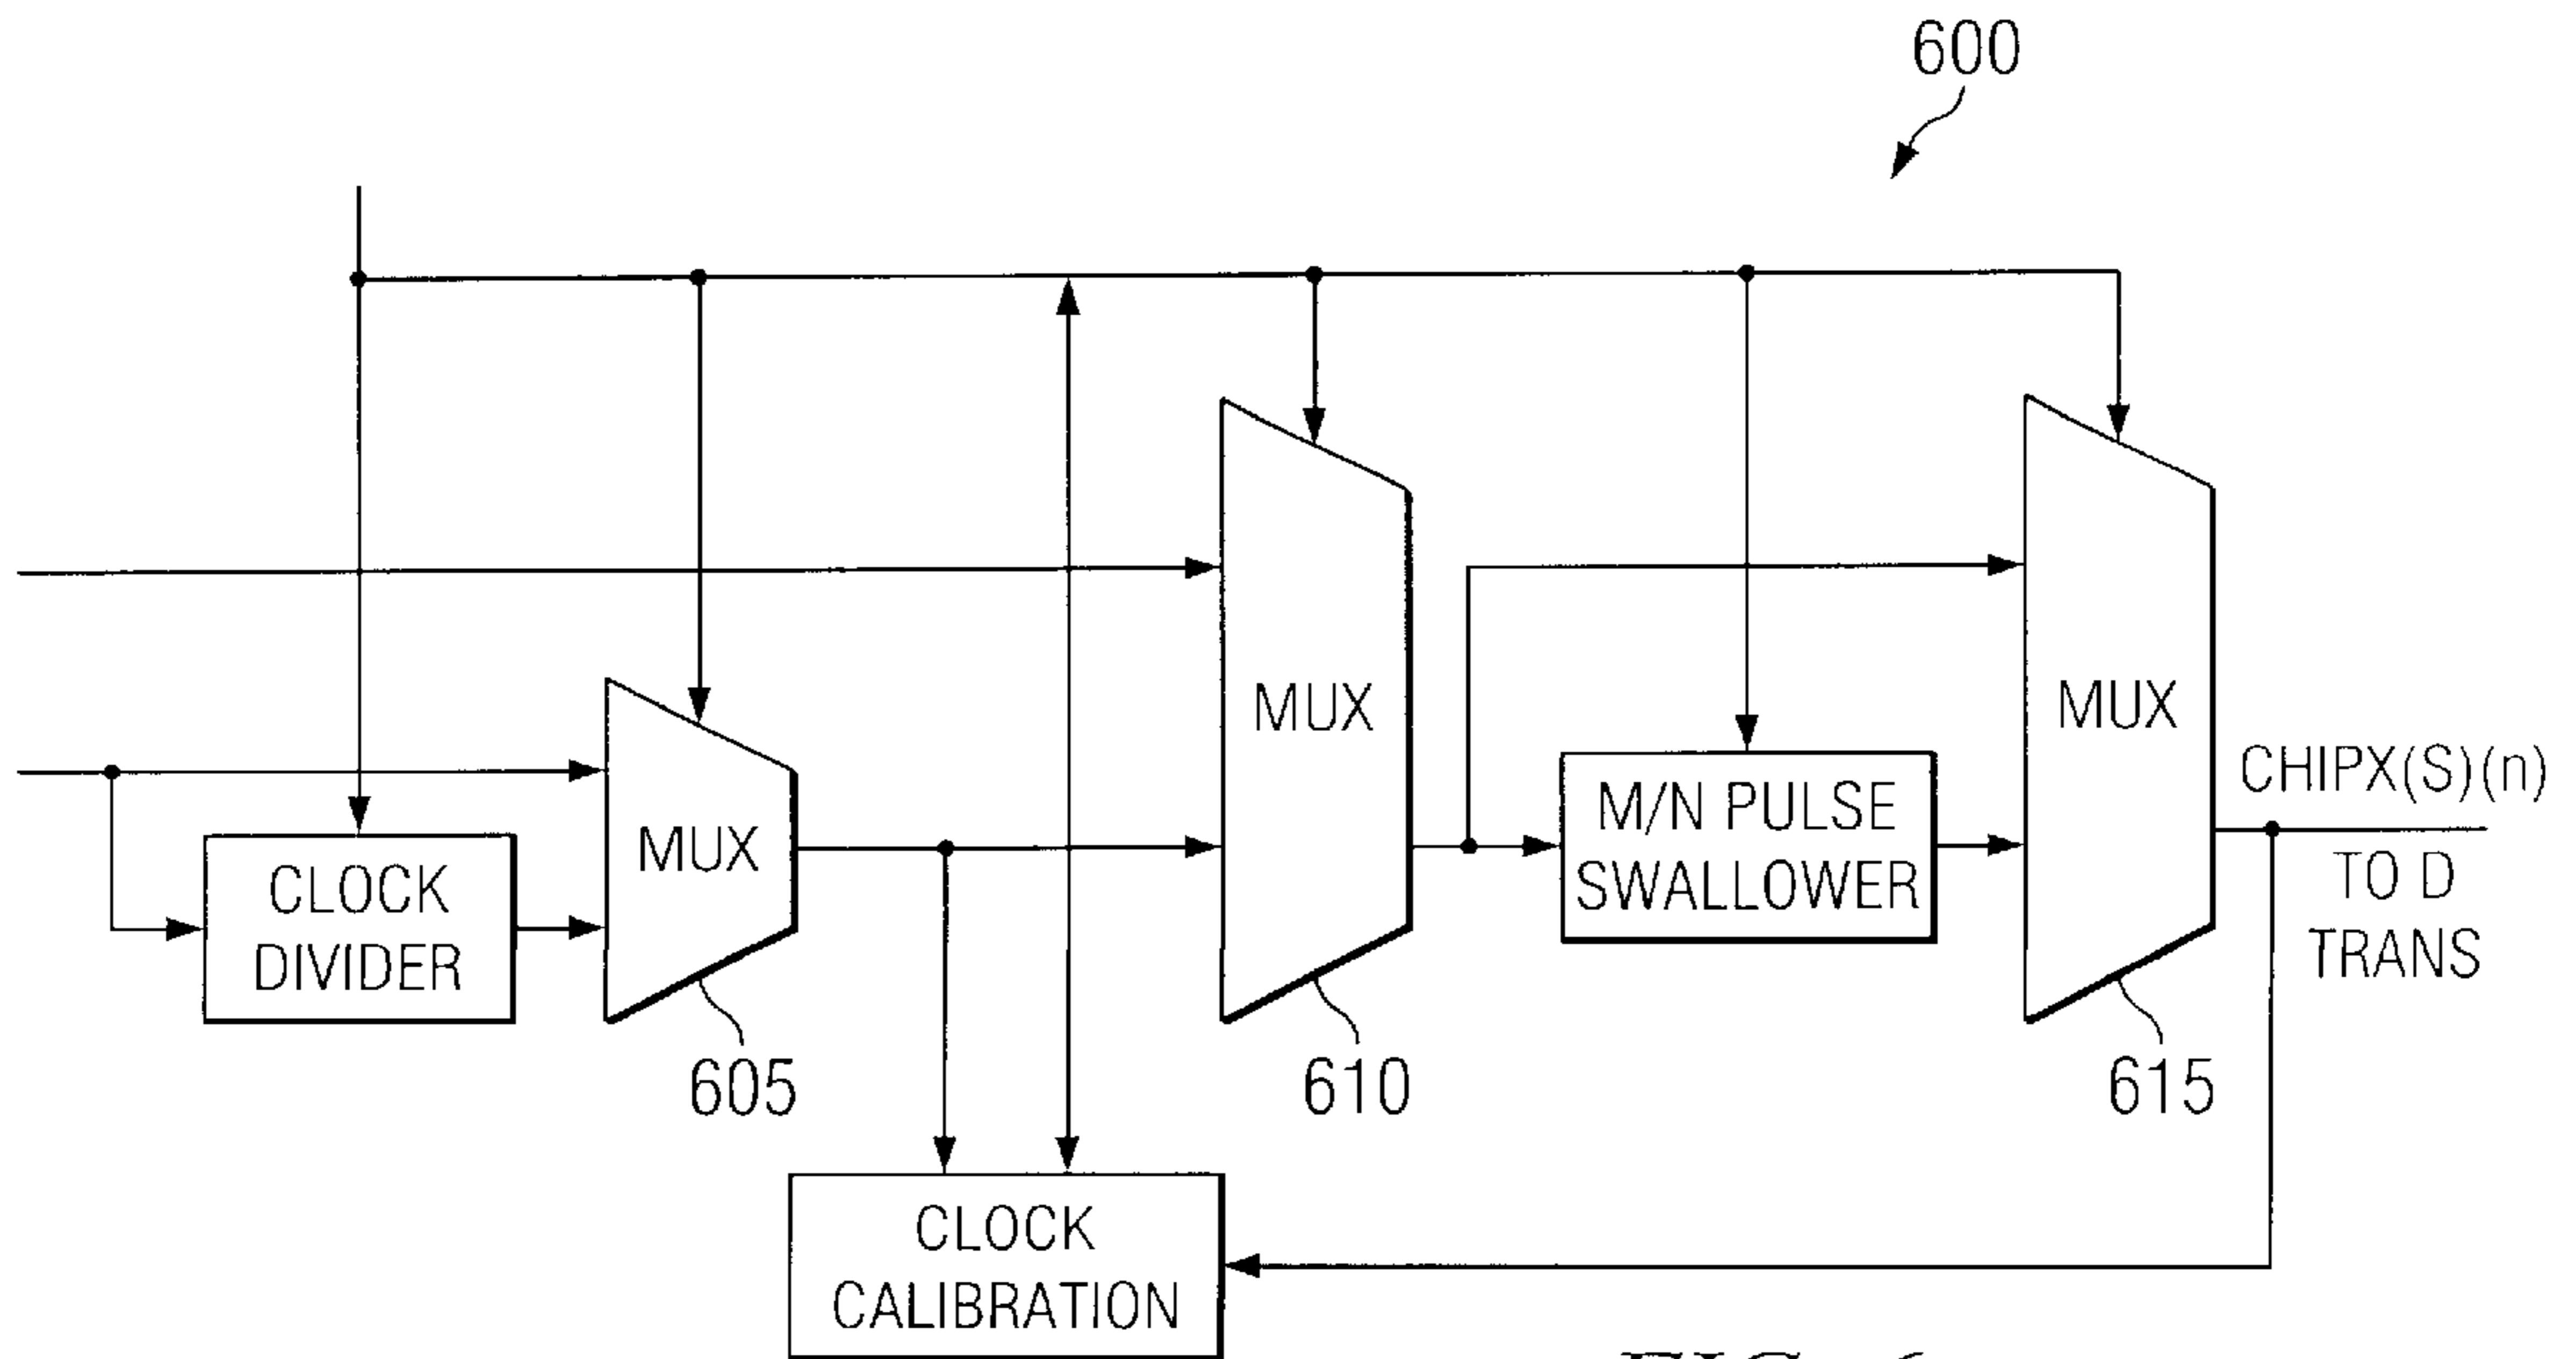 600
MUX
MUX
MUX
CHIPX(S)(n)
TO D
TRANS
M/N PULSE
SWALLOWER
CLOCK
DIVIDER
605
610
615
CLOCK
CALIBRATION